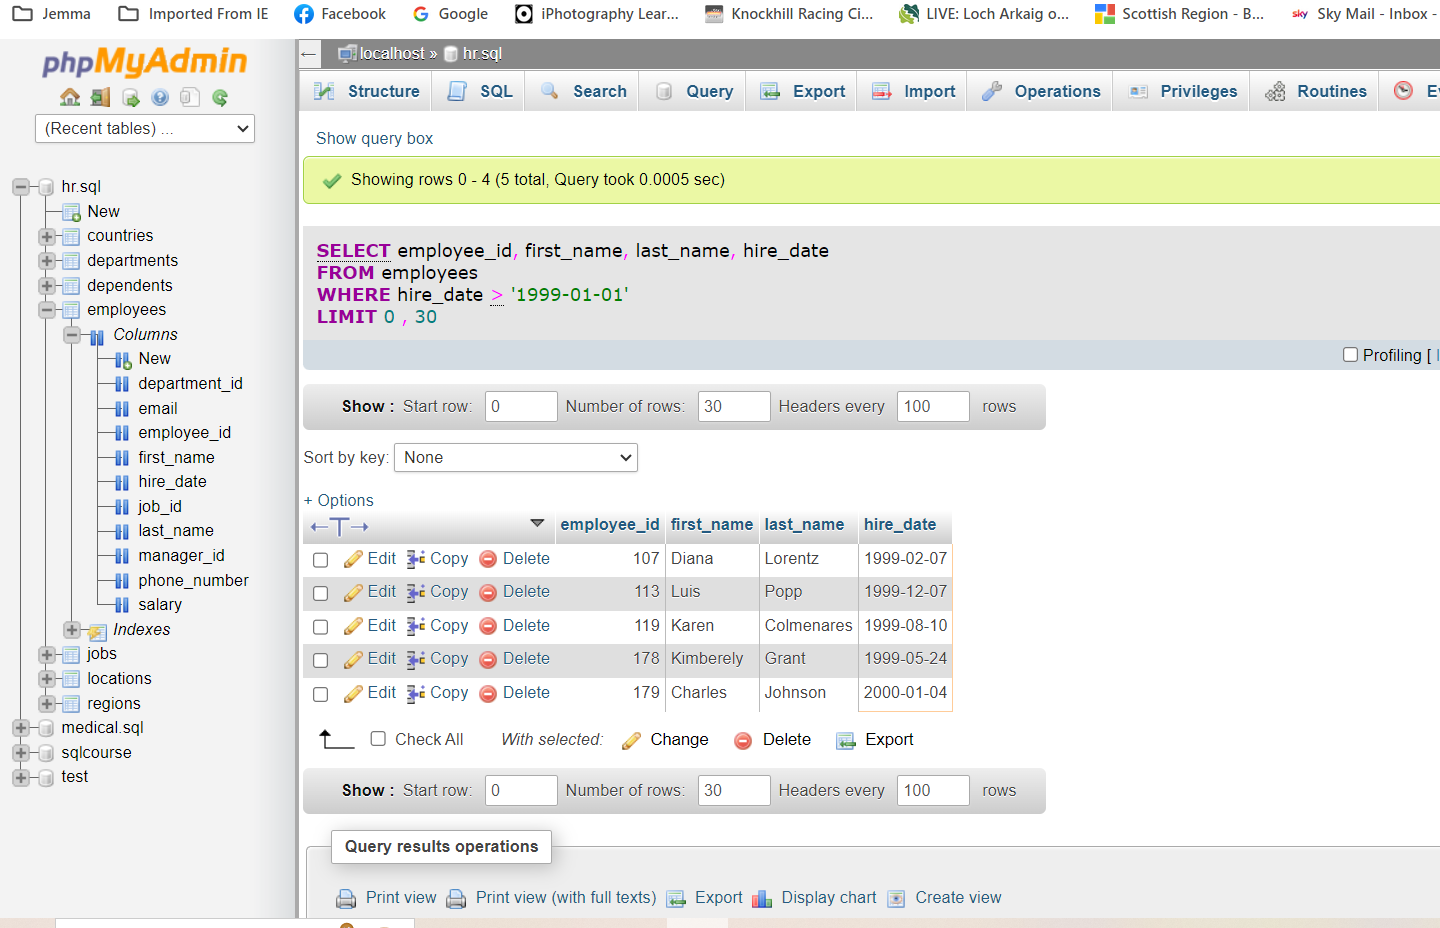 Jemma Imported From IE Facebook Google iPhotography Lear... Knockhill Racing Ci... LIVE: Loch Arkaig o... Scottish Region - B... sky Sky Mail - Inbox -
phpMyAdmin
(Recent tables) ...
hr.sql
New
countries
departments
dependents
employees
Columns
New
department_id
email
employee_id
first_name
hire_date
job_id
last_name
manager_id
phone_number
salary
Indexes
jobs
locations
regions
medical.sql
sqlcourse
test
localhost » hr.sql
Structure SQL Search Query Export Import Operations Privileges Routines
Show query box
Showing rows 0 - 4 (5 total, Query took 0.0005 sec)
SELECT employee_id, first_name, last_name, hire_date
FROM employees
WHERE hire_date > '1999-01-01'
LIMIT 0 , 30
Profiling [
Show : Start row: 0 Number of rows: 30 Headers every 100 rows
Sort by key: None
+ Options
employee_id first_name last_name hire_date
Edit Copy Delete 107 Diana Lorentz 1999-02-07
Edit Copy Delete 113 Luis Popp 1999-12-07
Edit Copy Delete 119 Karen Colmenares 1999-08-10
Edit Copy Delete 178 Kimberely Grant 1999-05-24
Edit Copy Delete 179 Charles Johnson 2000-01-04
Check All With selected: Change Delete Export
Show : Start row: 0 Number of rows: 30 Headers every 100 rows
Query results operations
Print view Print view (with full texts) Export Display chart Create view